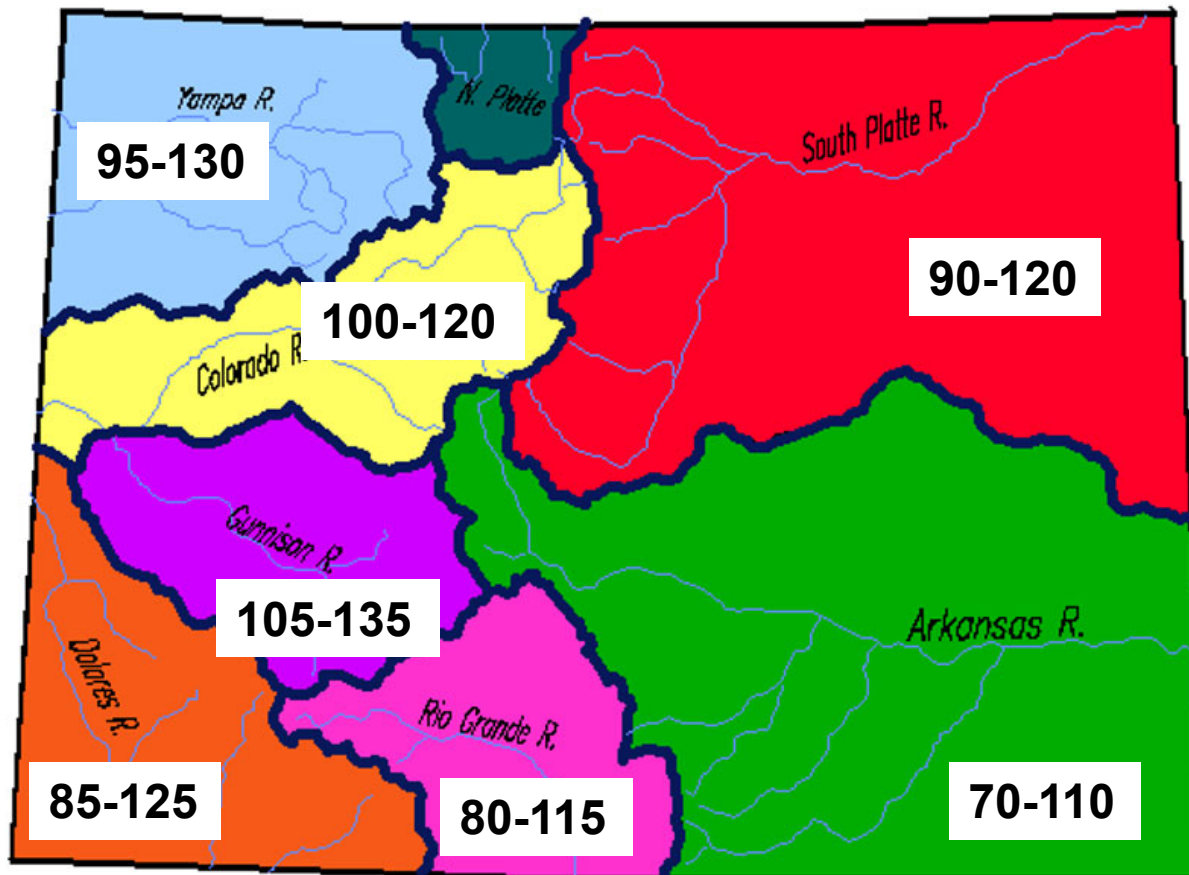 Yampa R.
95-130
N. Platte
South Platte R.
90-120
100-120
Colorado R.
Gunnison R.
105-135
Arkansas R.
Dolores R.
85-125
Rio Grande R.
80-115
70-110